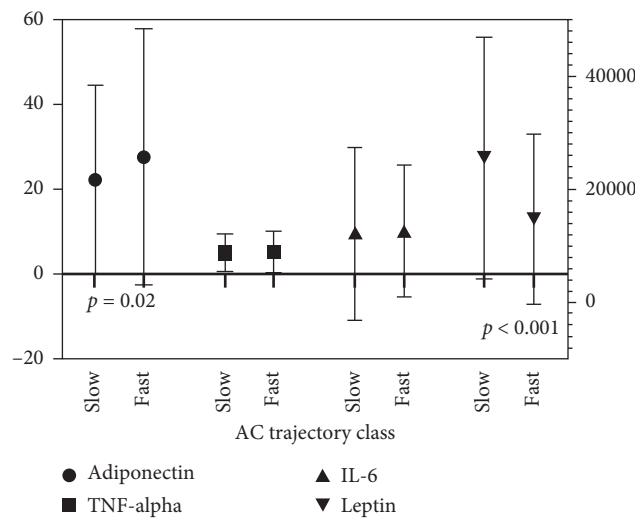 60
40
20
0
−20
40000
20000
0
p = 0.02
p < 0.001
Slow
Fast
Slow
Fast
Slow
Fast
Slow
Fast
AC trajectory class
Adiponectin
TNF-alpha
IL-6
Leptin